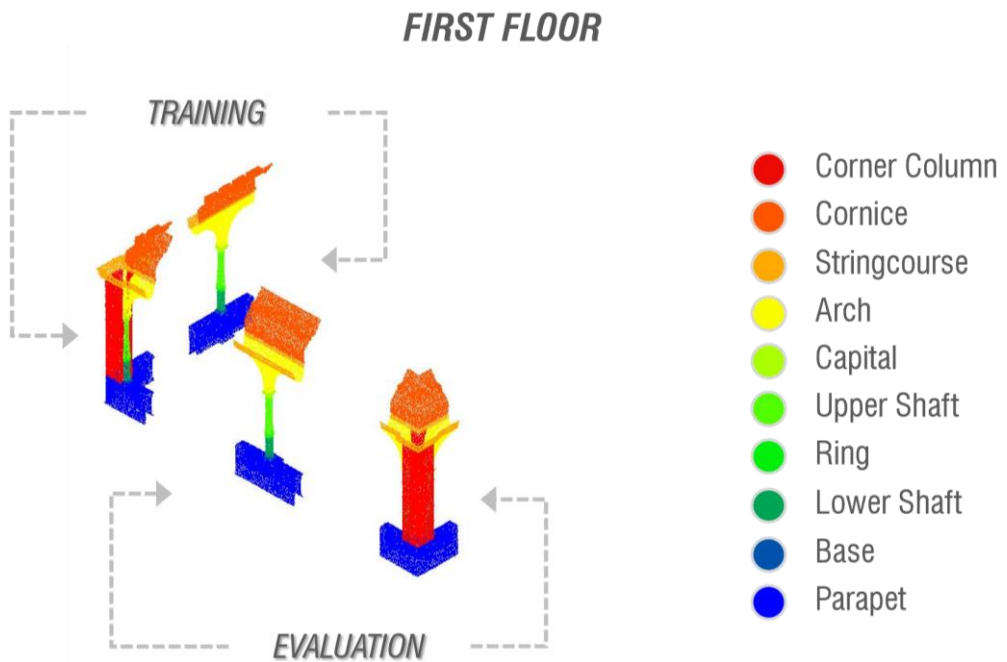 FIRST FLOOR
TRAINING
Corner Column
Cornice
Stringcourse
Arch
Capital
Upper Shaft
Ring
Lower Shaft
Base
Parapet
EVALUATION